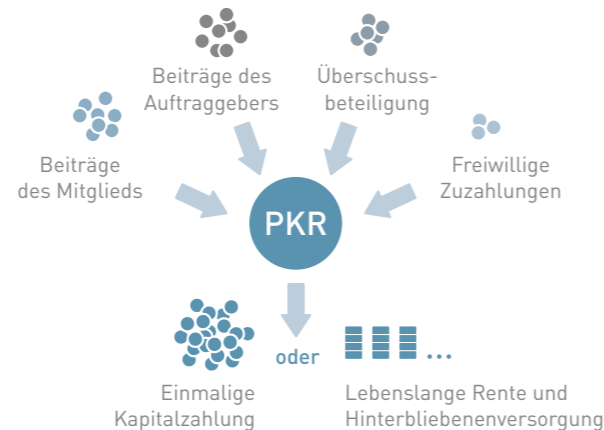 Beiträge des
Auftraggebers
Überschuss-
beteiligung
Beiträge
des Mitglieds
Freiwillige
Zuzahlungen
PKR
oder
...
Einmalige
Kapitalzahlung
Lebenslange Rente und
Hinterbliebenenversorgung